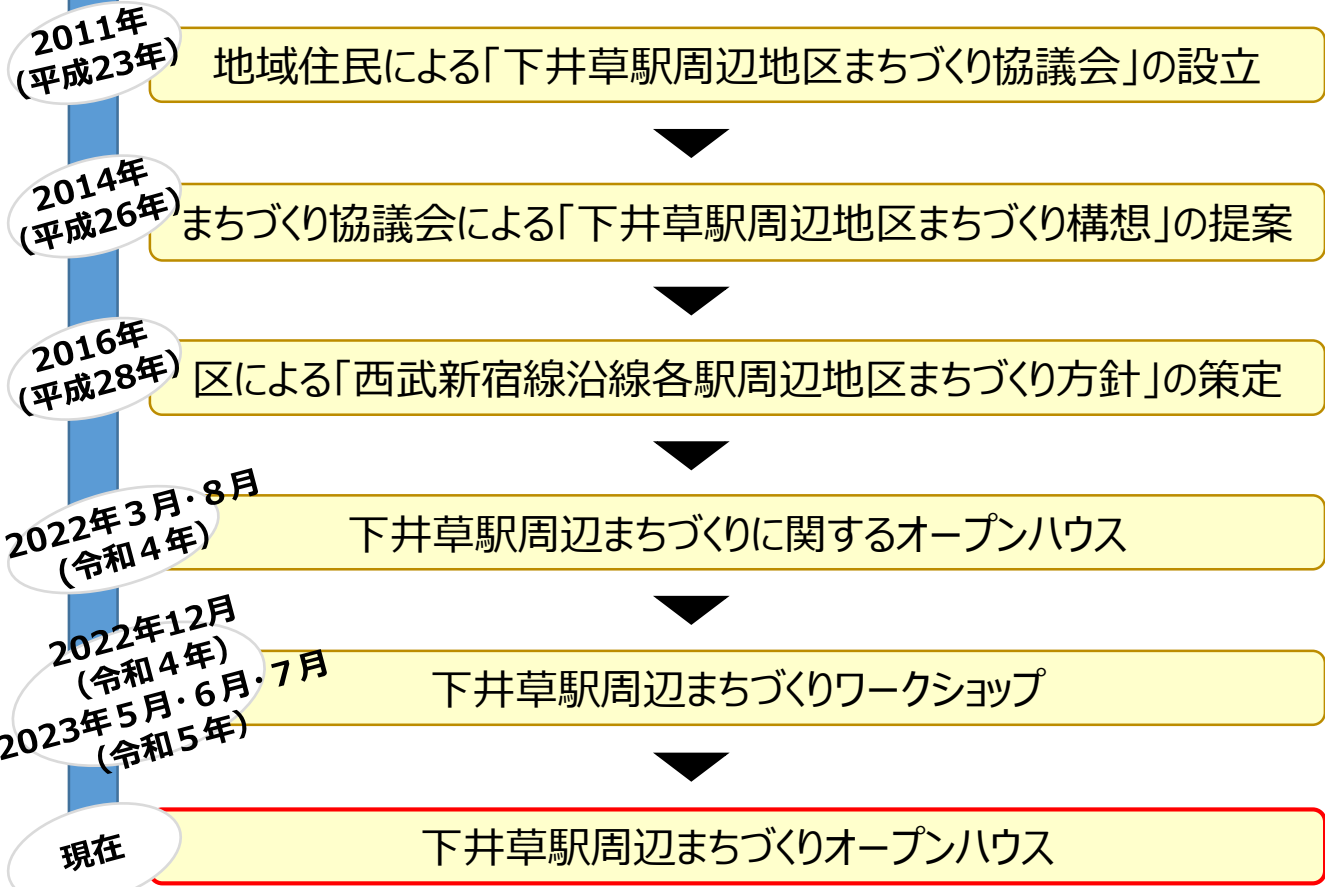 2011年
(平成23年)
地域住民による「下井草駅周辺地区まちづくり協議会」の設立
2014年
(平成26年)
まちづくり協議会による「下井草駅周辺地区まちづくり構想」の提案
2016年
(平成28年)
区による「西武新宿線沿線各駅周辺地区まちづくり方針」の策定
2022年３月・８月
(令和４年)
下井草駅周辺まちづくりに関するオープンハウス
2022年12月
(令和４年)
2023年５月・６月・７月
(令和５年)
下井草駅周辺まちづくりワークショップ
現在
下井草駅周辺まちづくりオープンハウス